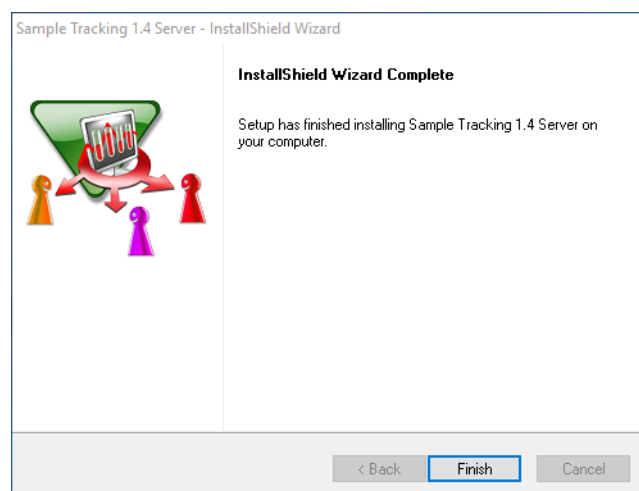 Sample Tracking 1.4 Server - InstallShield Wizard
InstallShield Wizard Complete
Setup has finished installing Sample Tracking 1.4 Server on
your computer.
< Back
Finish
Cancel